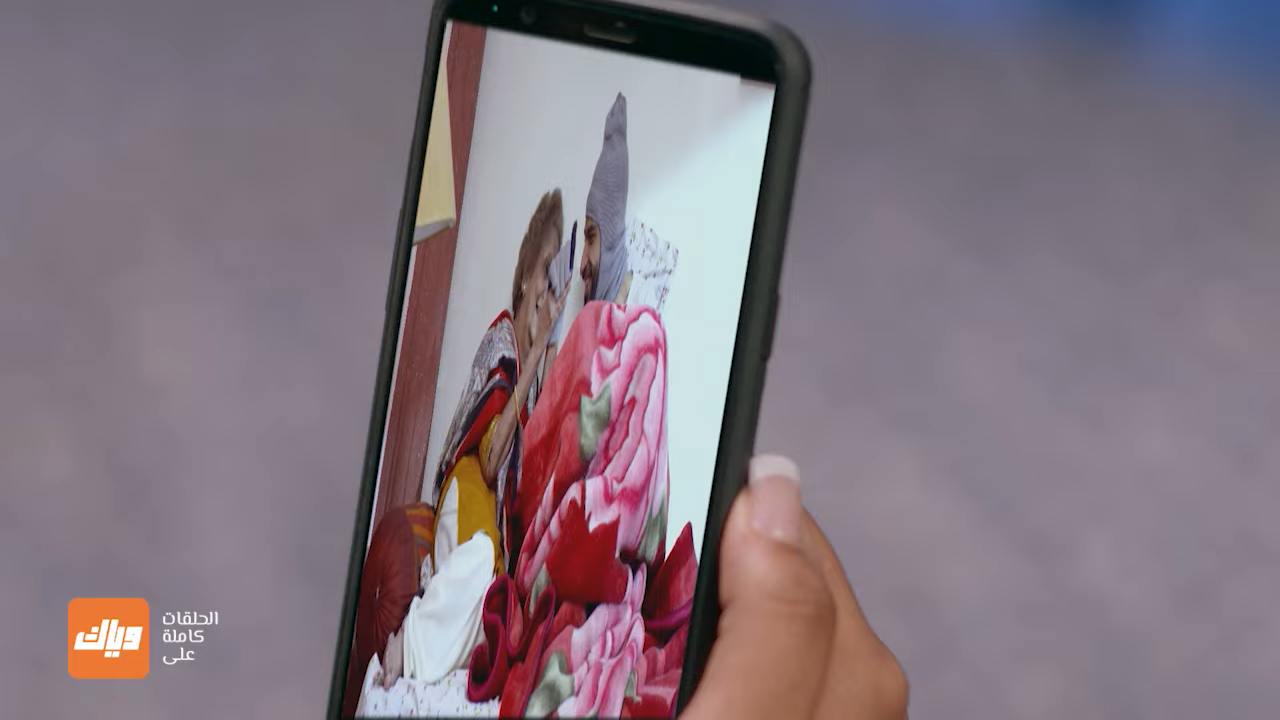 الحلقات
كاملة
على
وياك